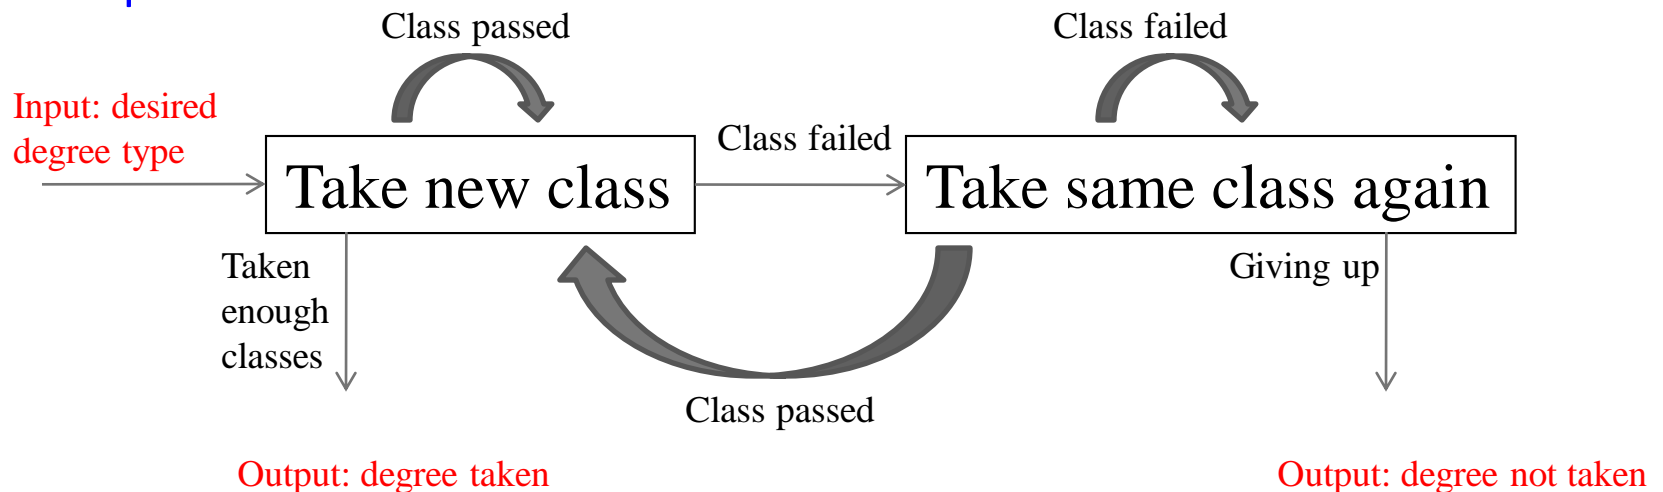 Class passed
Class failed
Input: desired
degree type
Class failed
Take new class
Take same class again
Taken
enough
classes
Giving up
Class passed
Output: degree taken
Output: degree not taken